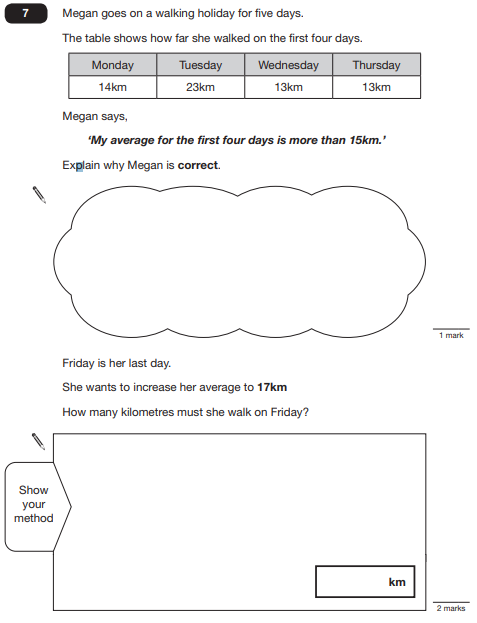 7 Megan goes on a walking holiday for five days.
The table shows how far she walked on the first four days.
Monday Tuesday Wednesday Thursday
14km 23km 13km 13km
Megan says,
‘My average for the first four days is more than 15km.’
Explain why Megan is correct.
1 mark
Friday is her last day.
She wants to increase her average to 17km
How many kilometres must she walk on Friday?
Show
your
method
km
2 marks